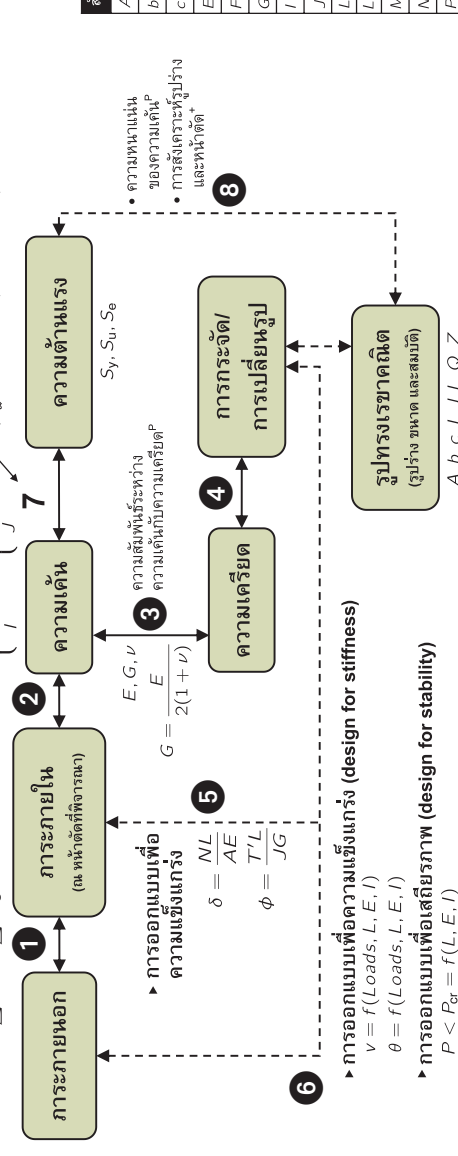 ภาระภายนอก
1
ภาระภายใน
(ณ หน้าตัดที่พิจารณา)
2
ความเค้น
7
ความต้านแรง
S_y, S_u, S_e
• ความหนาแน่น
ของความเค้น^P
• การสังเคราะห์รูปร่าง
และหน้าตัด^+
8
3
ความสัมพันธ์ระหว่าง
ความเค้นกับความเครียด^P
E, G, ν
G = E / 2(1 + ν)
ความเครียด
4
การกระจัด/
การเปลี่ยนรูป
รูปทรงเรขาคณิต
(รูปร่าง ขนาด และสมบัติ)
5
▸ การออกแบบเพื่อ
ความแข็งแกร่ง
δ = NL / AE
φ = T'L / JG
6
▸ การออกแบบเพื่อความแข็งแกร่ง (design for stiffness)
v = f(Loads, L, E, I)
θ = f(Loads, L, E, I)
▸ การออกแบบเพื่อเสถียรภาพ (design for stability)
P < P_cr = f(L, E, I)
A
b
c
E
F
G
I
J
L
L
M
N
P